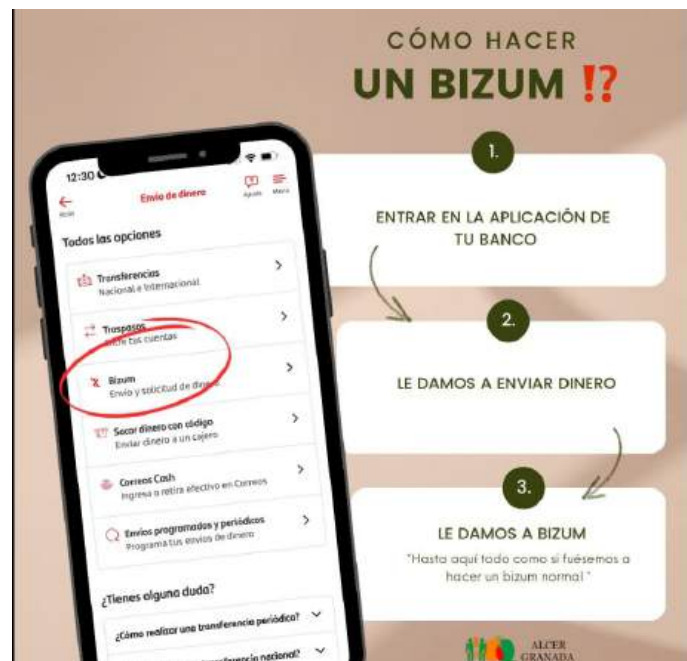 CÓMO HACER
UN BIZUM ⁉️
1.
ENTRAR EN LA APLICACIÓN DE
TU BANCO
2.
LE DAMOS A ENVIAR DINERO
3.
LE DAMOS A BIZUM
"Hasta aquí todo como si fuésemos a
hacer un bizum normal "
ALCER
GRANADA
12:30
Envío de dinero
Ayuda
Menú
Todas las opciones
Transferencias
Nacional e Internacional
Traspasos
Entre tus cuentas
Bizum
Envío y solicitud de dinero
Sacar dinero con código
Enviar dinero a un cajero
Correos Cash
Ingresa o retira efectivo en Correos
Envíos programados y periódicos
Programa tus envíos de dinero
¿Tienes alguna duda?
¿Cómo realizar una transferencia periódica?
transferencia nacional?